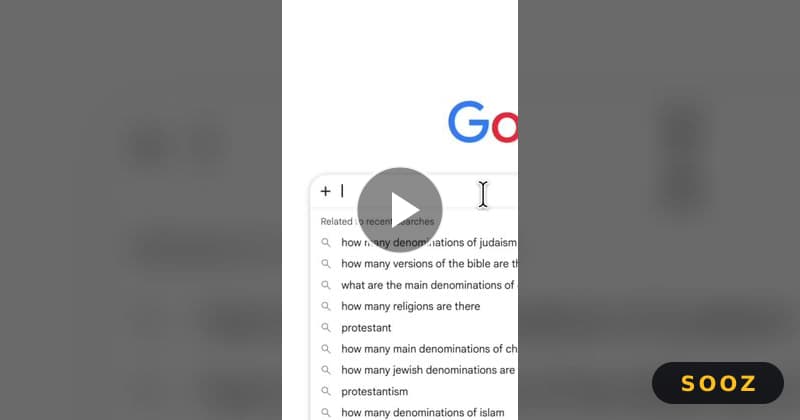 Go
+
Related to recent searches
how many denominations of judaism
how many versions of the bible are th
what are the main denominations of
how many religions are there
protestant
how many main denominations of ch
how many jewish denominations are
protestantism
how many denominations of islam
SOOZ